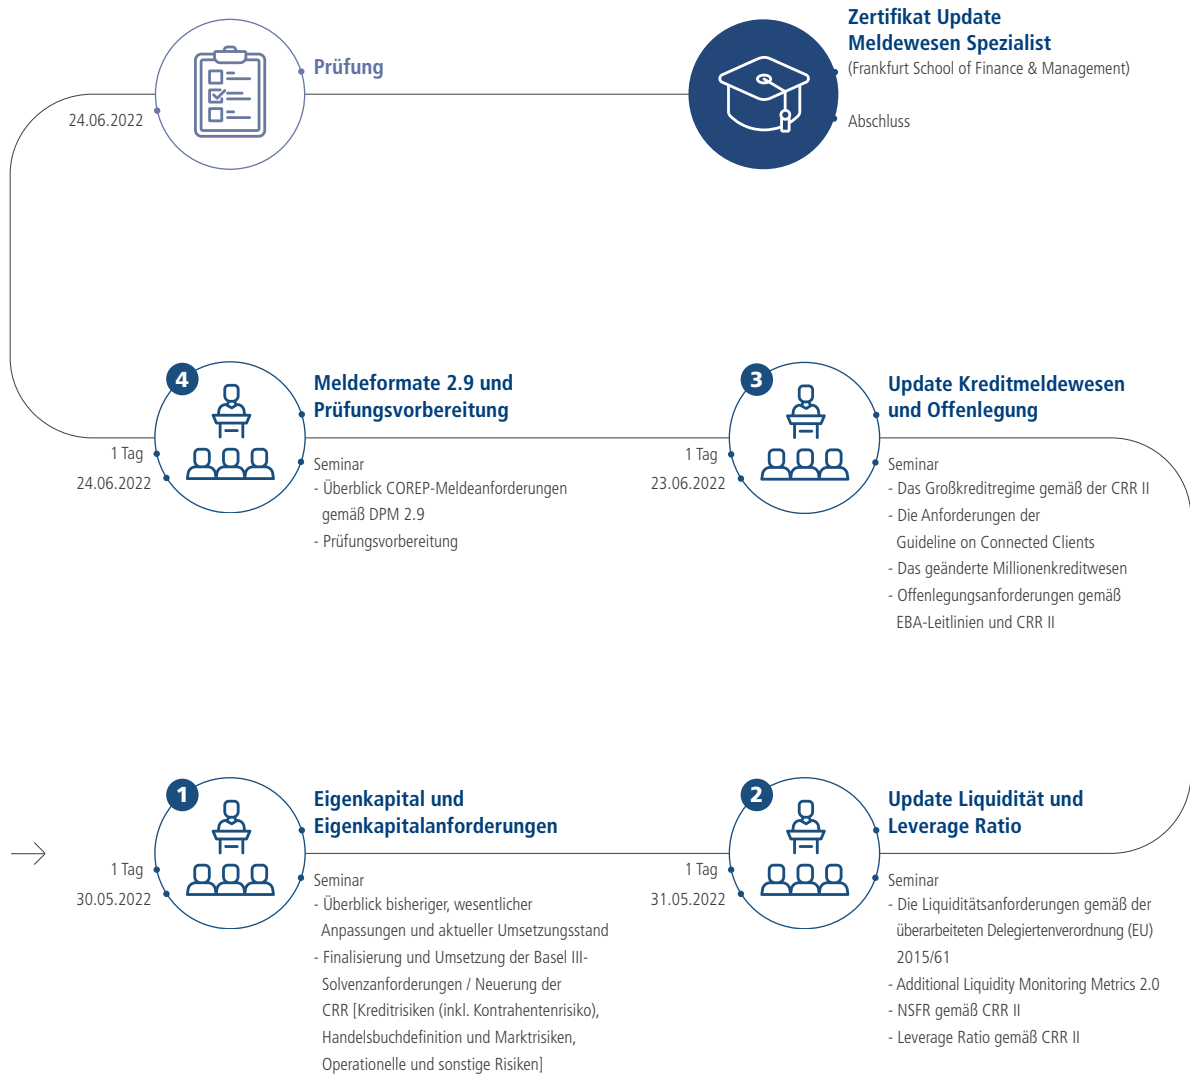 Prüfung
24.06.2022
Zertifikat Update
Meldewesen Spezialist
(Frankfurt School of Finance & Management)
Abschluss
4
Meldeformate 2.9 und
Prüfungsvorbereitung
1 Tag
24.06.2022
Seminar
- Überblick COREP-Meldeanforderungen
gemäß DPM 2.9
- Prüfungsvorbereitung
3
Update Kreditmeldewesen
und Offenlegung
1 Tag
23.06.2022
Seminar
- Das Großkreditregime gemäß der CRR II
- Die Anforderungen der
Guideline on Connected Clients
- Das geänderte Millionenkreditwesen
- Offenlegungsanforderungen gemäß
EBA-Leitlinien und CRR II
1
Eigenkapital und
Eigenkapitalanforderungen
1 Tag
30.05.2022
Seminar
- Überblick bisheriger, wesentlicher
Anpassungen und aktueller Umsetzungsstand
- Finalisierung und Umsetzung der Basel III-
Solvenzanforderungen / Neuerung der
CRR [Kreditrisiken (inkl. Kontrahentenrisiko),
Handelsbuchdefinition und Marktrisiken,
Operationelle und sonstige Risiken]
2
Update Liquidität und
Leverage Ratio
1 Tag
31.05.2022
Seminar
- Die Liquiditätsanforderungen gemäß der
überarbeiteten Delegiertenverordnung (EU)
2015/61
- Additional Liquidity Monitoring Metrics 2.0
- NSFR gemäß CRR II
- Leverage Ratio gemäß CRR II